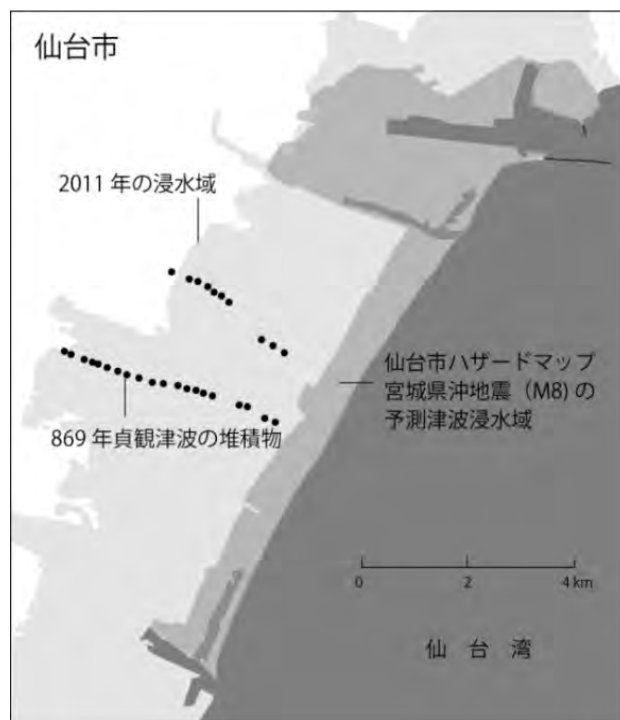 仙台市
2011 年の浸水域
仙台市ハザードマップ
宮城県沖地震（M8) の
予測津波浸水域
869 年貞観津波の堆積物
0 2 4 km
仙 台 湾